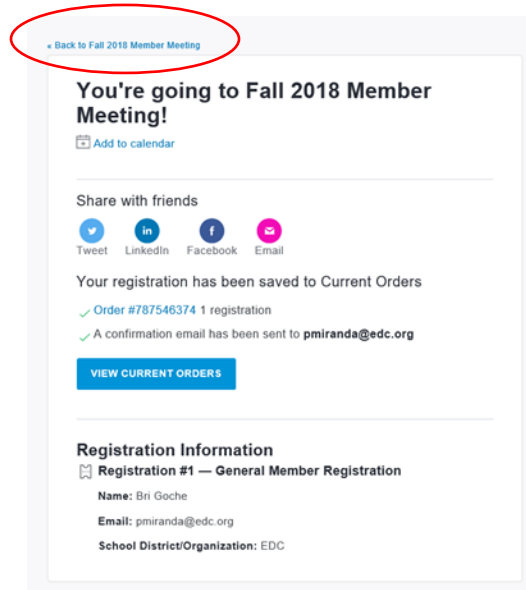 « Back to Fall 2018 Member Meeting
You're going to Fall 2018 Member
Meeting!
Add to calendar
Share with friends
Tweet LinkedIn Facebook Email
Your registration has been saved to Current Orders
Order #787546374 1 registration
A confirmation email has been sent to pmiranda@edc.org
VIEW CURRENT ORDERS
Registration Information
Registration #1 — General Member Registration
Name: Bri Goche
Email: pmiranda@edc.org
School District/Organization: EDC